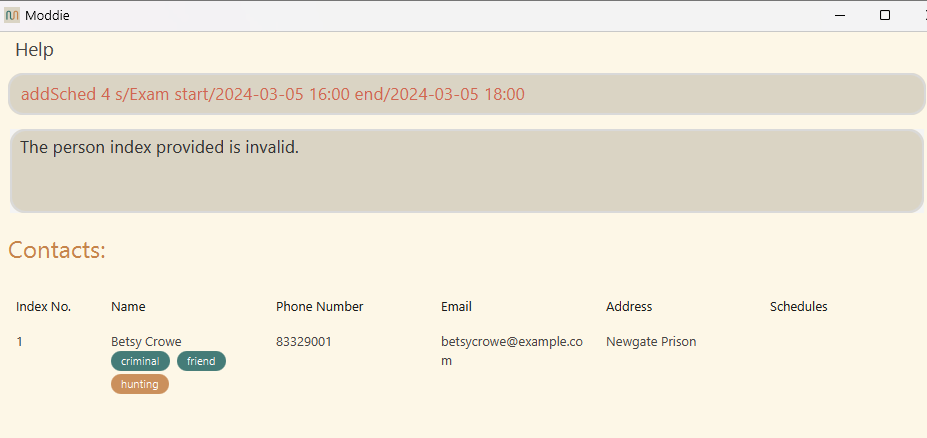 Moddie
Help
addSched 4 s/Exam start/2024-03-05 16:00 end/2024-03-05 18:00
The person index provided is invalid.
Contacts:
Index No. Name Phone Number Email Address Schedules
1 Betsy Crowe 83329001 betsycrowe@example.co Newgate Prison
criminal friend m
hunting